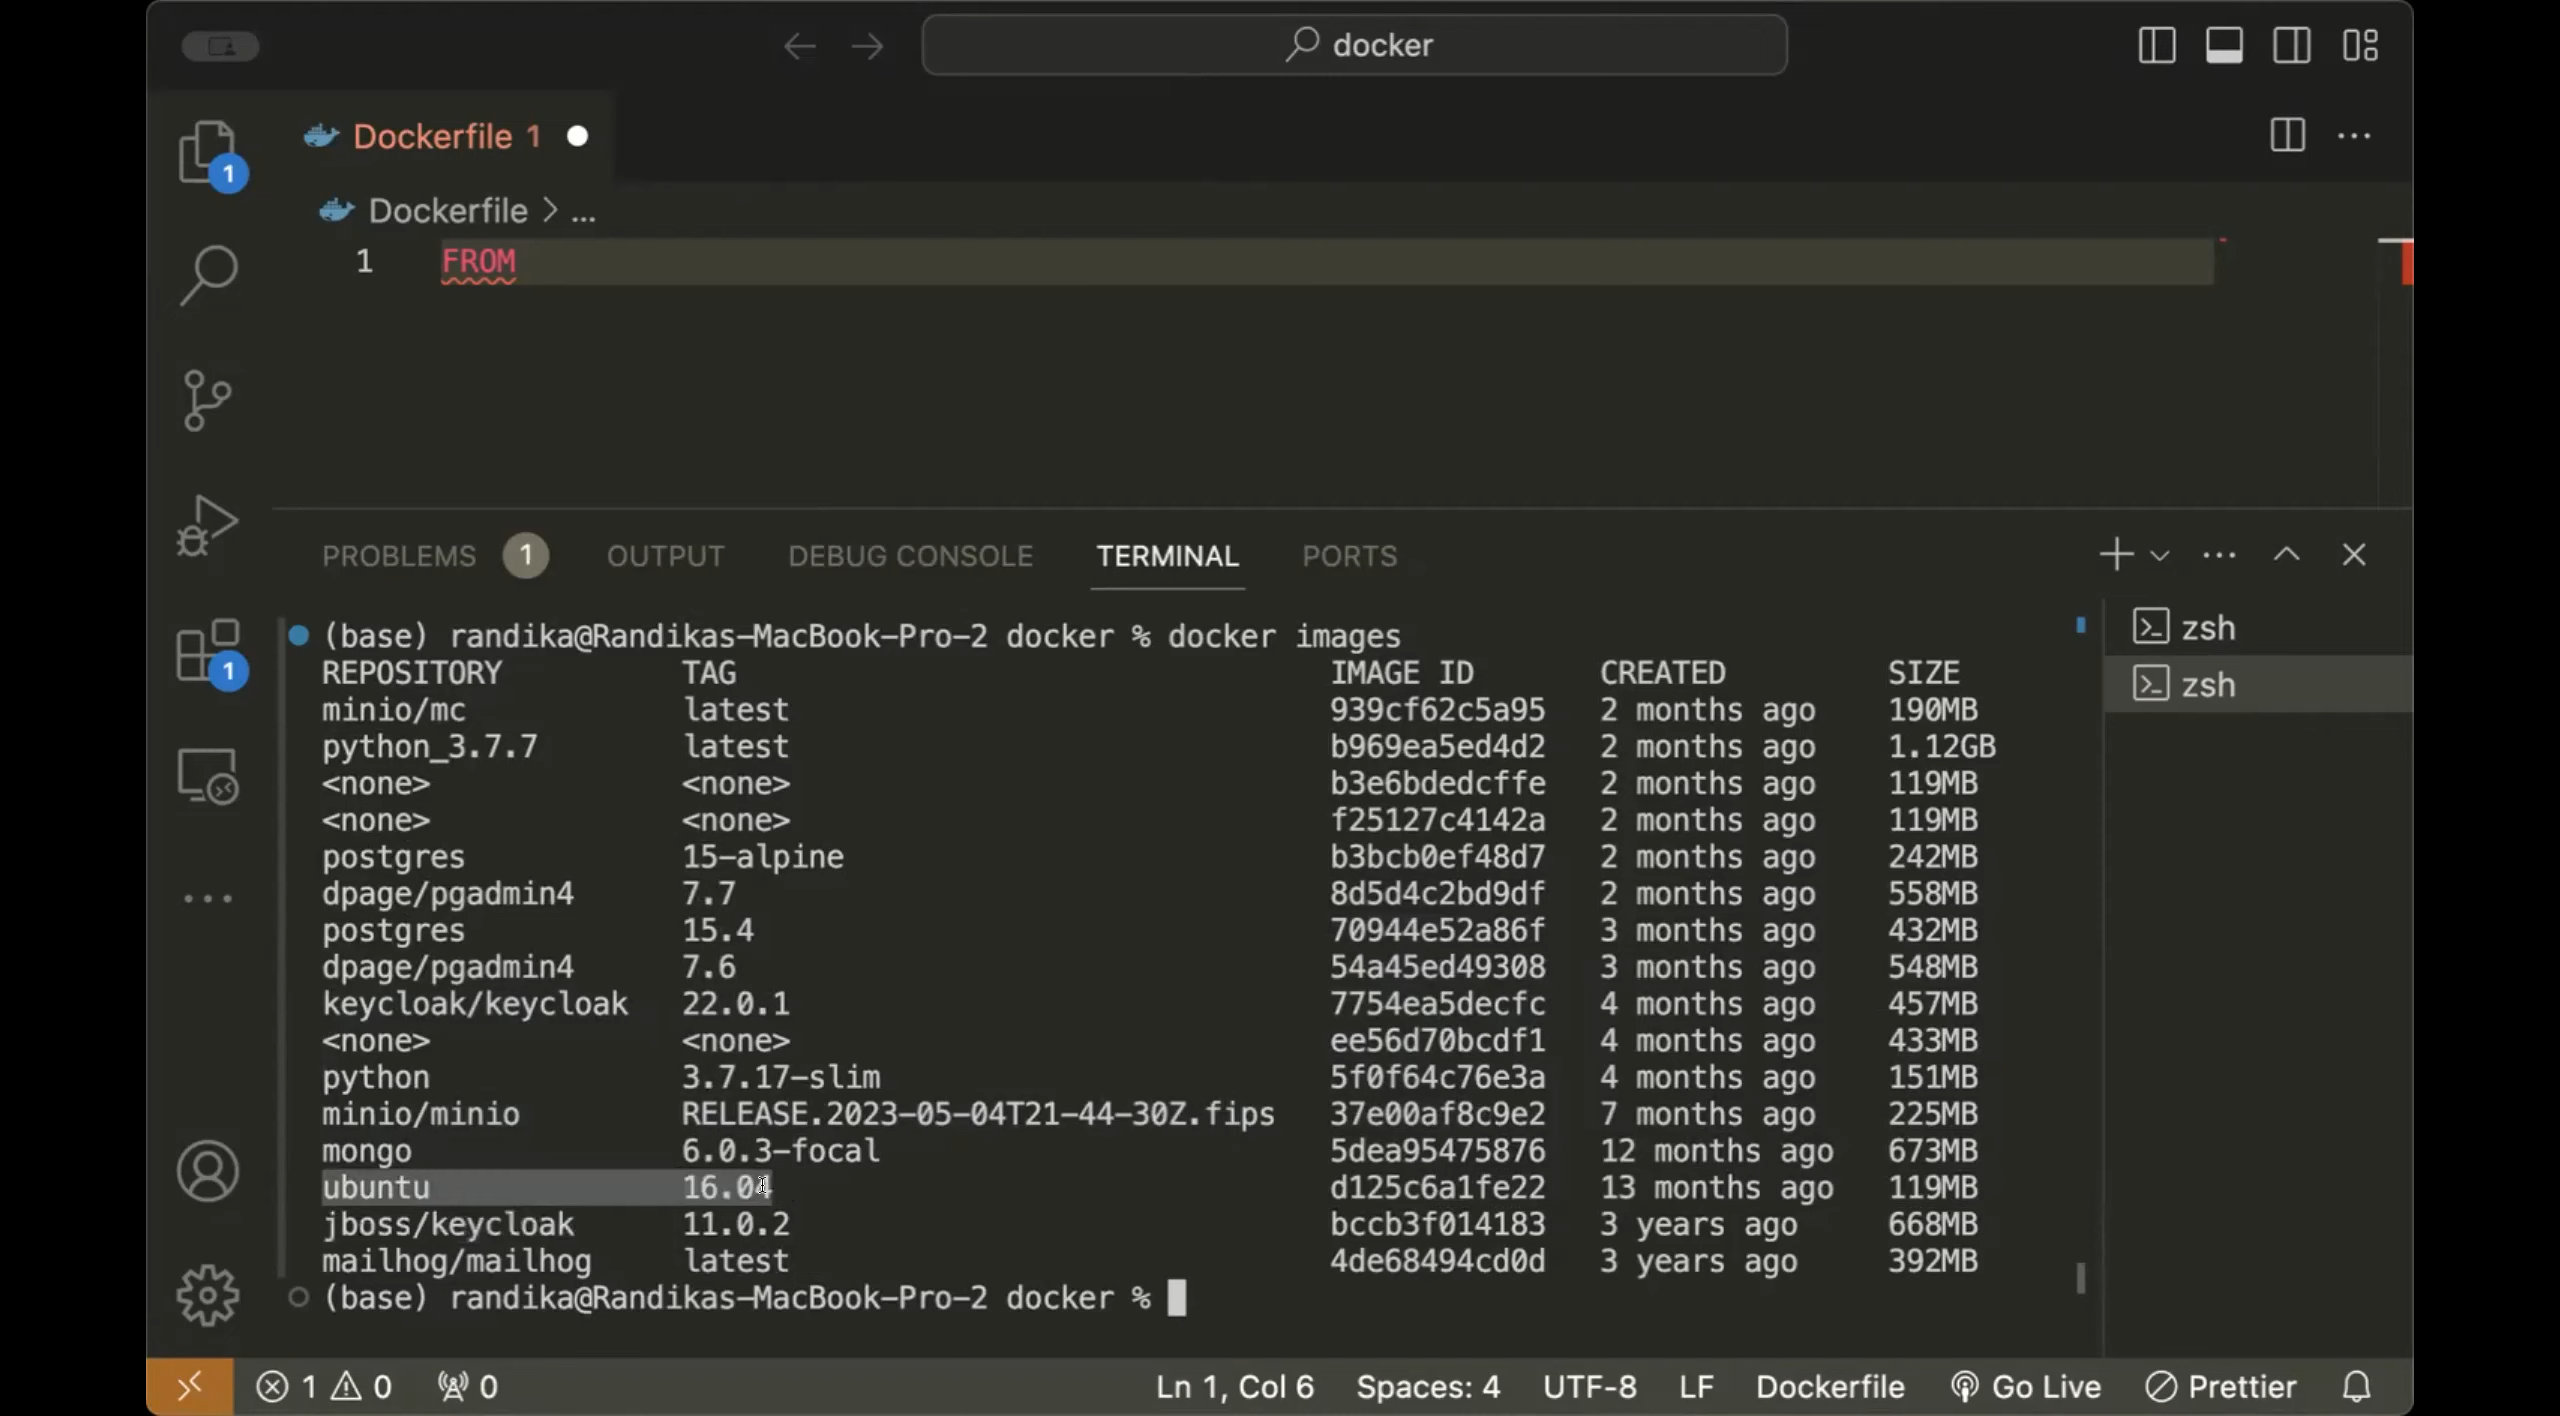 docker
Dockerfile 1
1
Dockerfile > ...
1 FROM
PROBLEMS 1 OUTPUT DEBUG CONSOLE TERMINAL PORTS
(base) randika@Randikas-MacBook-Pro-2 docker % docker images
REPOSITORY TAG IMAGE ID CREATED SIZE
minio/mc latest 939cf62c5a95 2 months ago 190MB
python_3.7.7 latest b969ea5ed4d2 2 months ago 1.12GB
<none> <none> b3e6bdedcffe 2 months ago 119MB
<none> <none> f25127c4142a 2 months ago 119MB
postgres 15-alpine b3bcb0ef48d7 2 months ago 242MB
dpage/pgadmin4 7.7 8d5d4c2bd9df 2 months ago 558MB
postgres 15.4 70944e52a86f 3 months ago 432MB
dpage/pgadmin4 7.6 54a45ed49308 3 months ago 548MB
keycloak/keycloak 22.0.1 7754ea5decfc 4 months ago 457MB
<none> <none> ee56d70bcdf1 4 months ago 433MB
python 3.7.17-slim 5f0f64c76e3a 4 months ago 151MB
minio/minio RELEASE.2023-05-04T21-44-30Z.fips 37e00af8c9e2 7 months ago 225MB
mongo 6.0.3-focal 5dea95475876 12 months ago 673MB
ubuntu 16.04 d125c6a1fe22 13 months ago 119MB
jboss/keycloak 11.0.2 bccb3f014183 3 years ago 668MB
mailhog/mailhog latest 4de68494cd0d 3 years ago 392MB
(base) randika@Randikas-MacBook-Pro-2 docker %
zsh
zsh
1
1 0 0 Ln 1, Col 6 Spaces: 4 UTF-8 LF Dockerfile Go Live Prettier